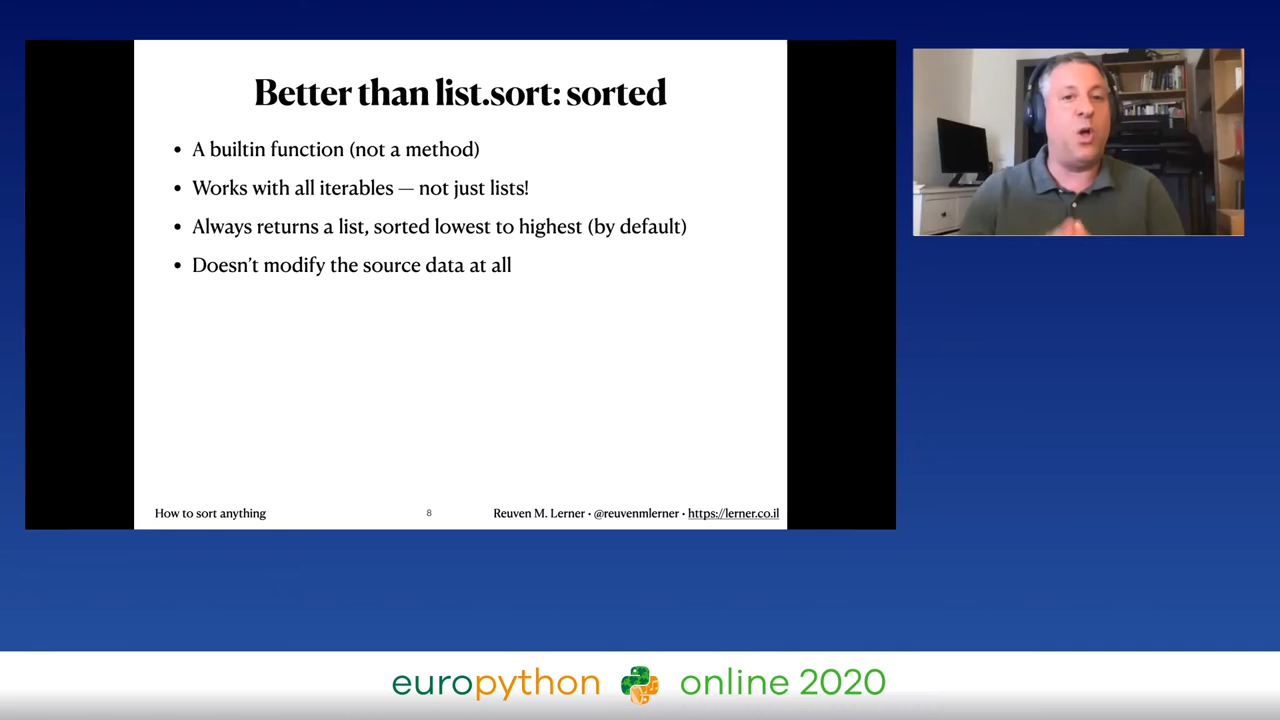 Better than list.sort: sorted
• A builtin function (not a method)
• Works with all iterables — not just lists!
• Always returns a list, sorted lowest to highest (by default)
• Doesn’t modify the source data at all
How to sort anything
8
Reuven M. Lerner • @reuvenmlerner • https://lerner.co.il
europython online 2020